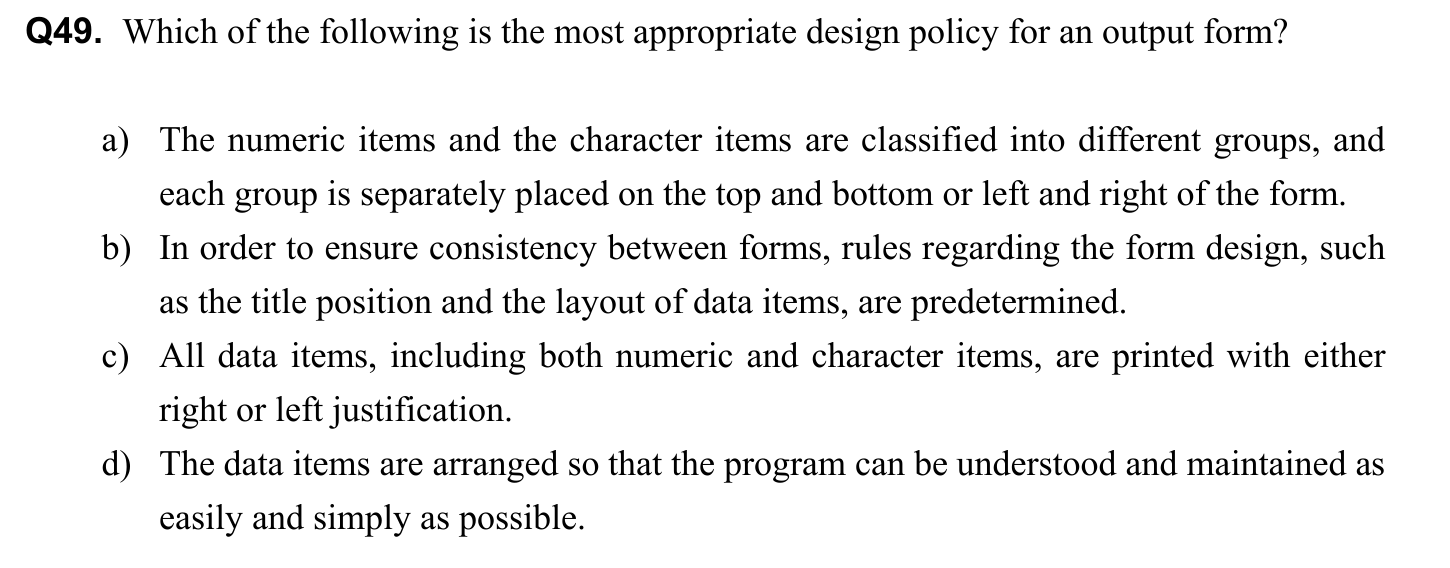 Q49. Which of the following is the most appropriate design policy for an output form?
a) The numeric items and the character items are classified into different groups, and
each group is separately placed on the top and bottom or left and right of the form.
b) In order to ensure consistency between forms, rules regarding the form design, such
as the title position and the layout of data items, are predetermined.
c) All data items, including both numeric and character items, are printed with either
right or left justification.
d) The data items are arranged so that the program can be understood and maintained as
easily and simply as possible.